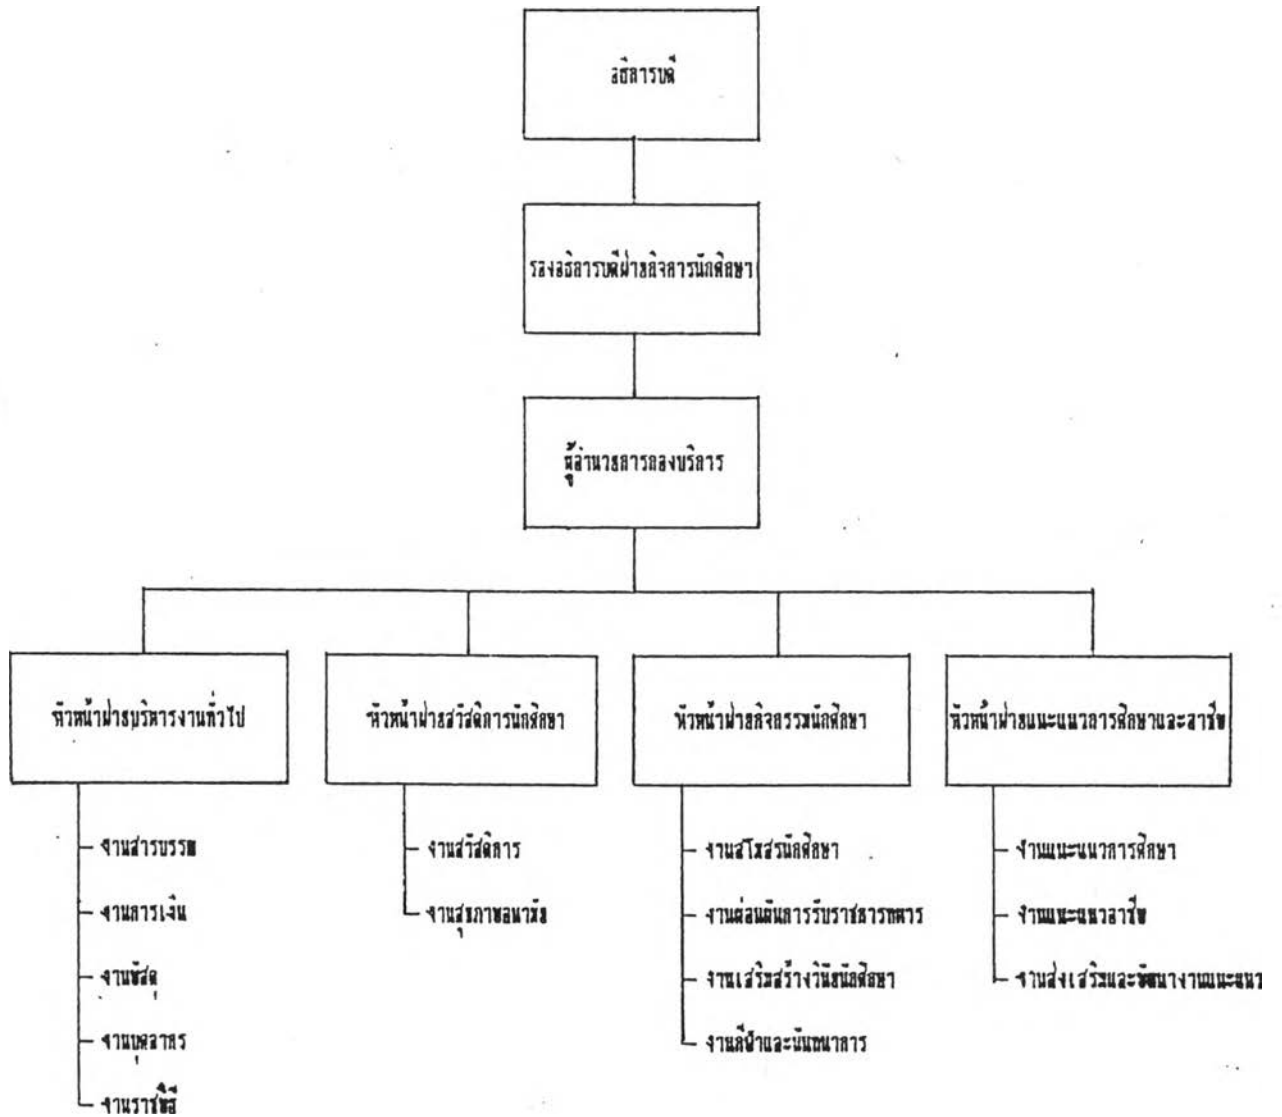 อธิการบดี
รองอธิการบดีฝ่ายกิจการนักศึกษา
ผู้อำนวยการกองบริการ
หัวหน้าฝ่ายบริหารงานทั่วไป
หัวหน้าฝ่ายสวัสดิการนักศึกษา
หัวหน้าฝ่ายกิจกรรมนักศึกษา
หัวหน้าฝ่ายแนะแนวการศึกษาและอาชีพ
งานสารบรรณ
งานการเงิน
งานพัสดุ
งานบุคลากร
งานราชพิธี
งานสวัสดิการ
งานสุขภาพอนามัย
งานสโมสรนักศึกษา
งานผ่อนผันการรับราชการทหาร
งานเสริมสร้างวินัยนักศึกษา
งานกีฬาและนันทนาการ
งานแนะแนวการศึกษา
งานแนะแนวอาชีพ
งานส่งเสริมและพัฒนางานแนะแนว